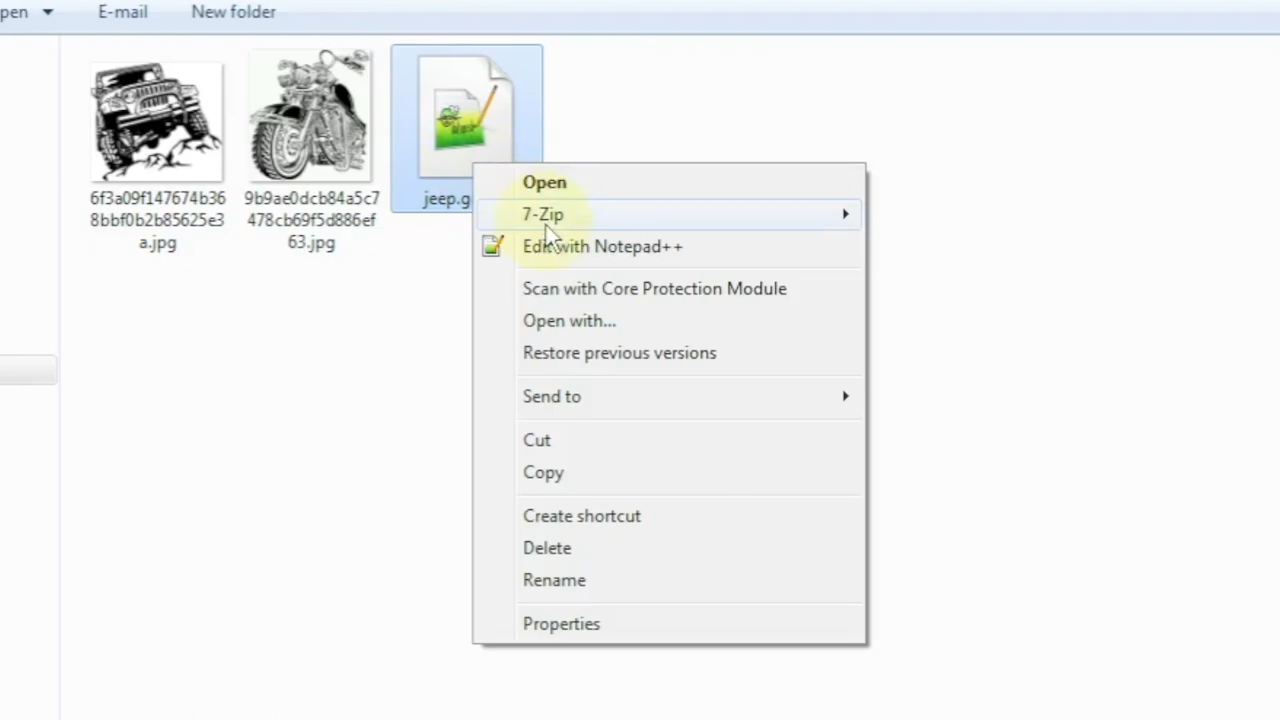 pen E-mail New folder
6f3a09f147674b36
8bbf0b2b85625e3
a.jpg
9b9ae0dcb84a5c7
478cb69f5d886ef
63.jpg
jeep.g
Open
7-Zip
Edit with Notepad++
Scan with Core Protection Module
Open with...
Restore previous versions
Send to
Cut
Copy
Create shortcut
Delete
Rename
Properties